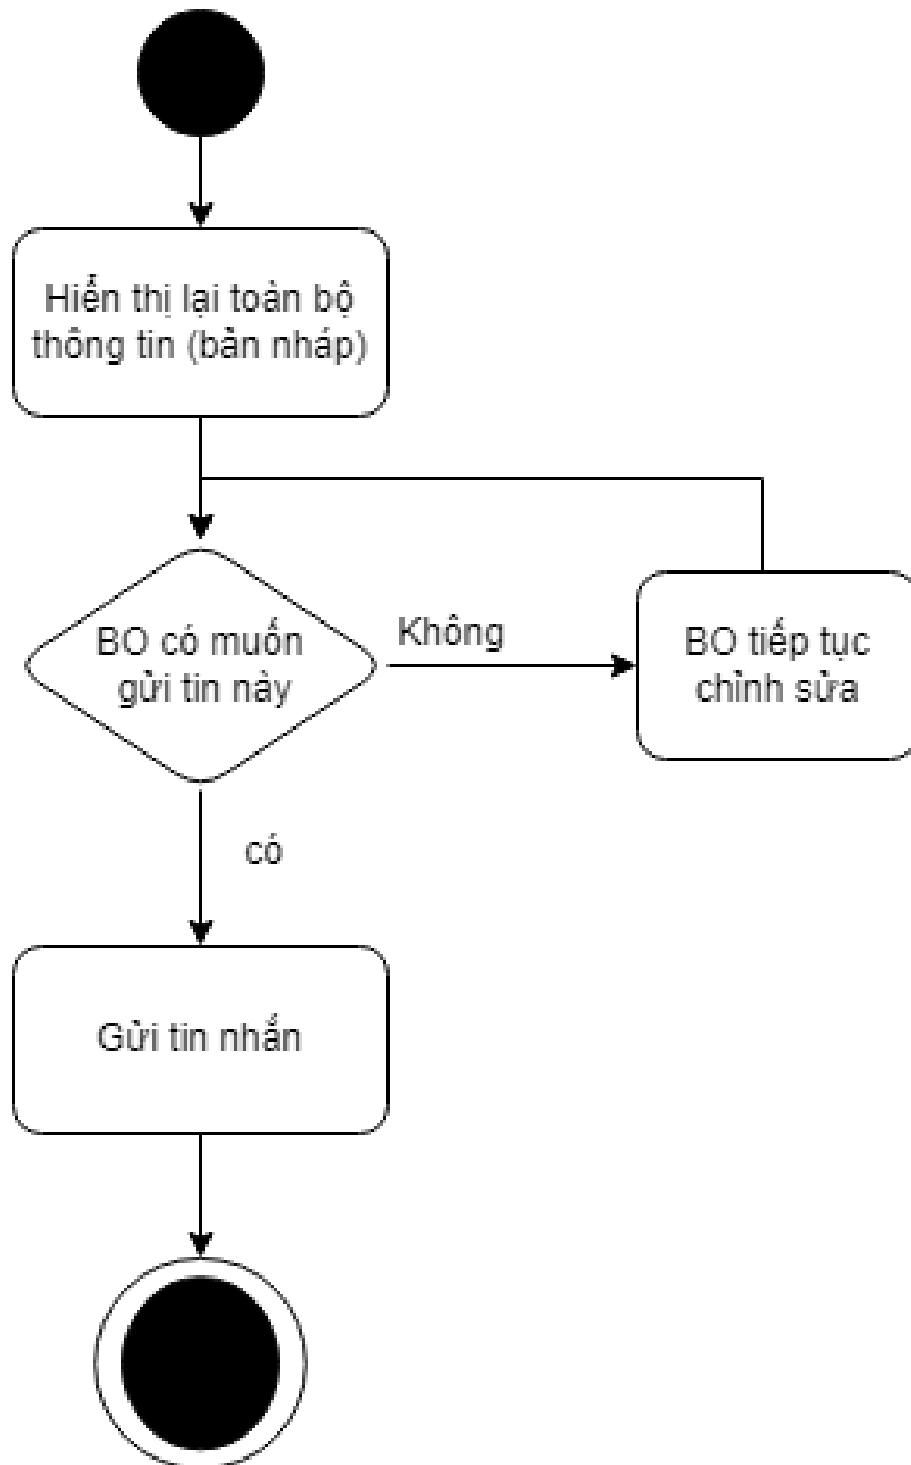 Hiển thị lại toàn bộ
thông tin (bản nháp)
BO có muốn
gửi tin này
Không
BO tiếp tục
chỉnh sửa
có
Gửi tin nhắn